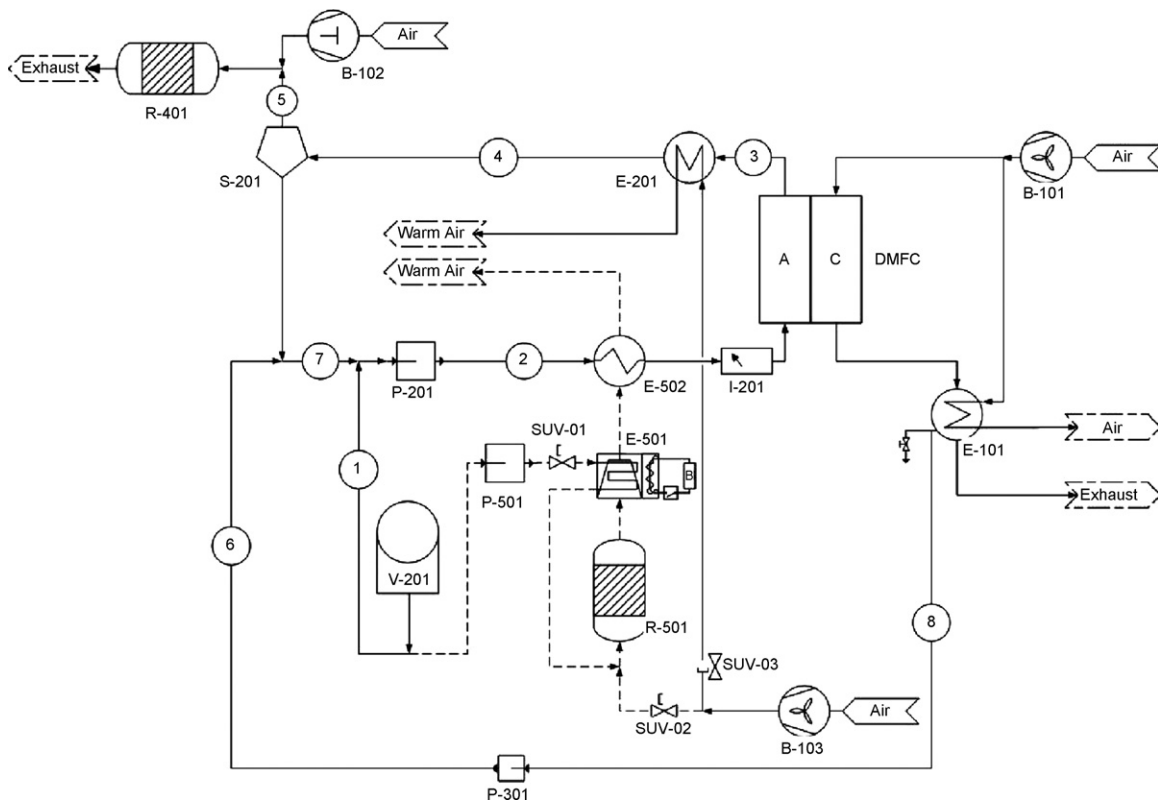 Air
B-102
Exhaust
R-401
5
S-201
4
E-201
3
Air
B-101
Warm Air
Warm Air
A
C
DMFC
7
P-201
2
E-502
I-201
SUV-01
E-501
B
E-101
Air
Exhaust
1
P-501
V-201
6
R-501
8
SUV-03
SUV-02
Air
B-103
P-301